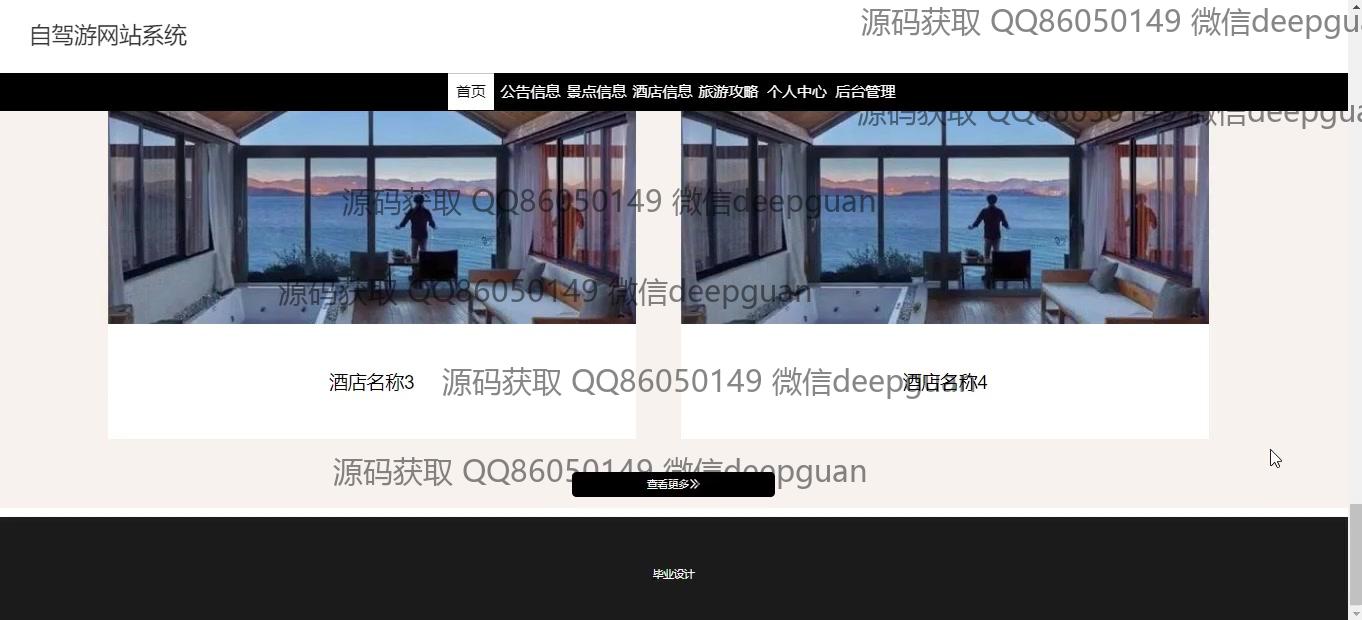 自驾游网站系统
源码获取 QQ86050149 微信deepgua
首页 公告信息 景点信息 酒店信息 旅游攻略 个人中心 后台管理
源码获取 QQ86050149 微信deepgua
源码获取 QQ86050149 微信deepguan
源码获取 QQ86050149 微信deepguan
酒店名称3
源码获取 QQ86050149 微信deepguan
酒店名称4
源码获取 QQ86050149 微信deepguan
查看更多
毕业设计